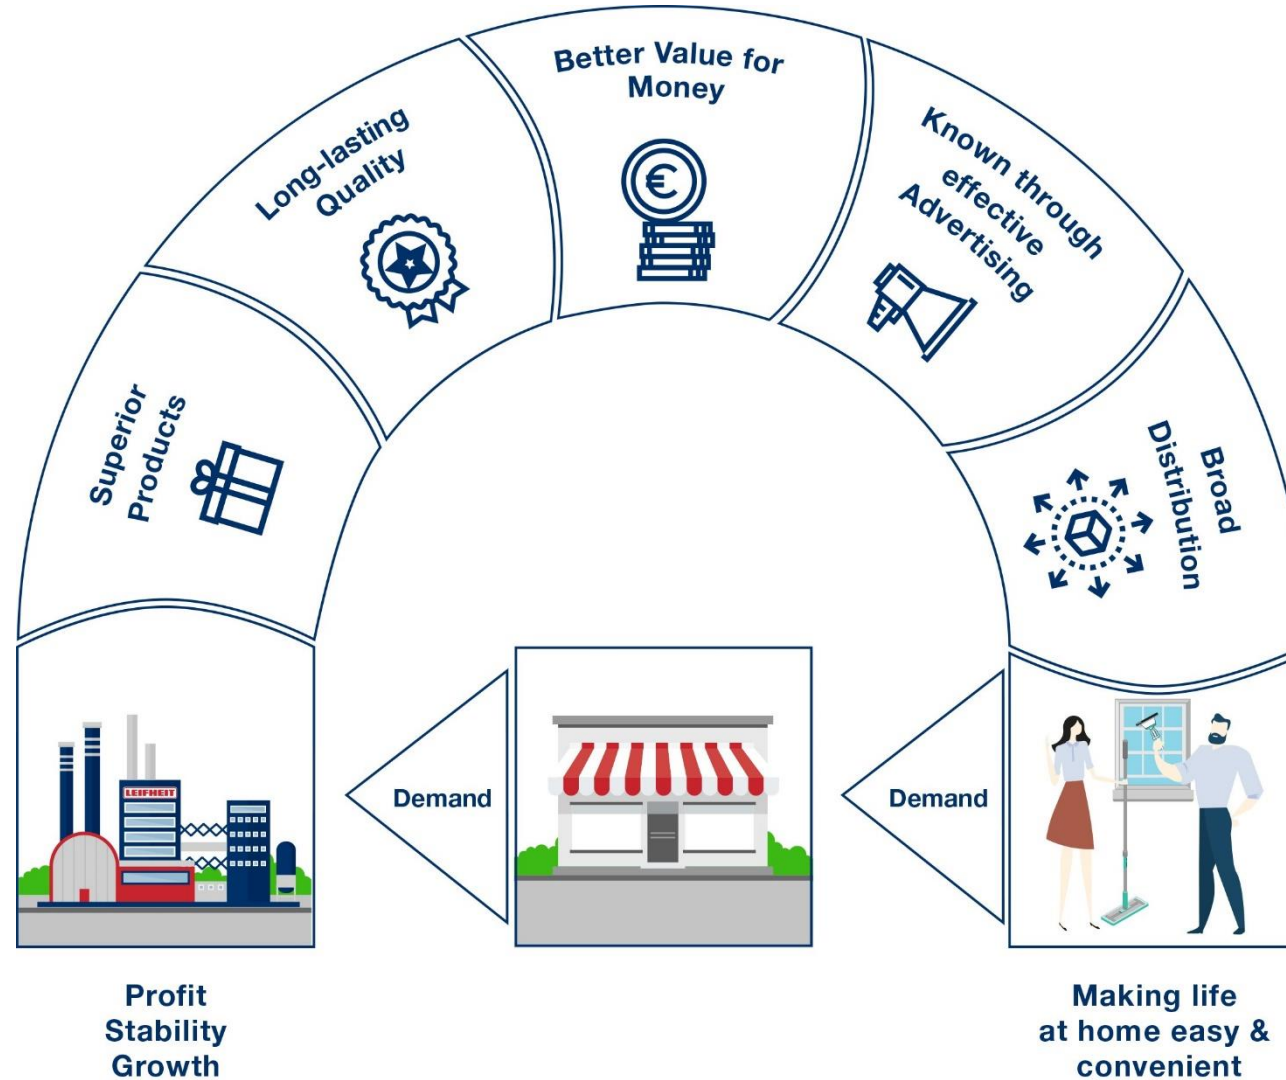 Better Value for
Money
Long-lasting
Quality
Known through
effective
Advertising
Superior
Products
Broad
Distribution
LEIFHEIT
Demand
Demand
Profit
Stability
Growth
Making life
at home easy &
convenient